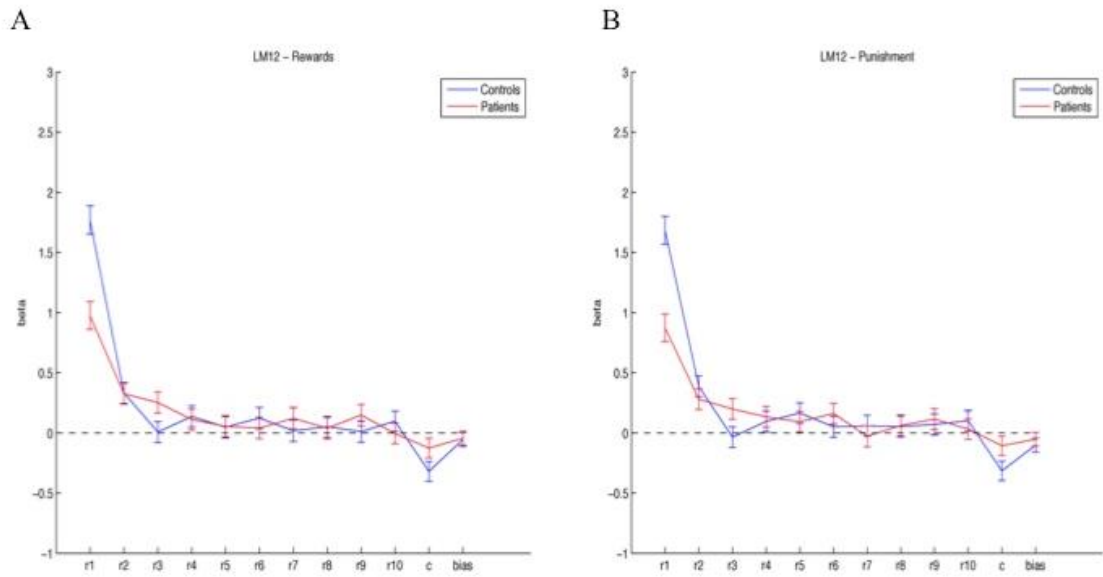 A
LM12 – Rewards
3
2.5
2
1.5
1
0.5
0
−0.5
−1
beta
Controls
Patients
r1 r2 r3 r4 r5 r6 r7 r8 r9 r10 c bias
B
LM12 – Punishment
3
2.5
2
1.5
1
0.5
0
−0.5
−1
beta
Controls
Patients
r1 r2 r3 r4 r5 r6 r7 r8 r9 r10 c bias